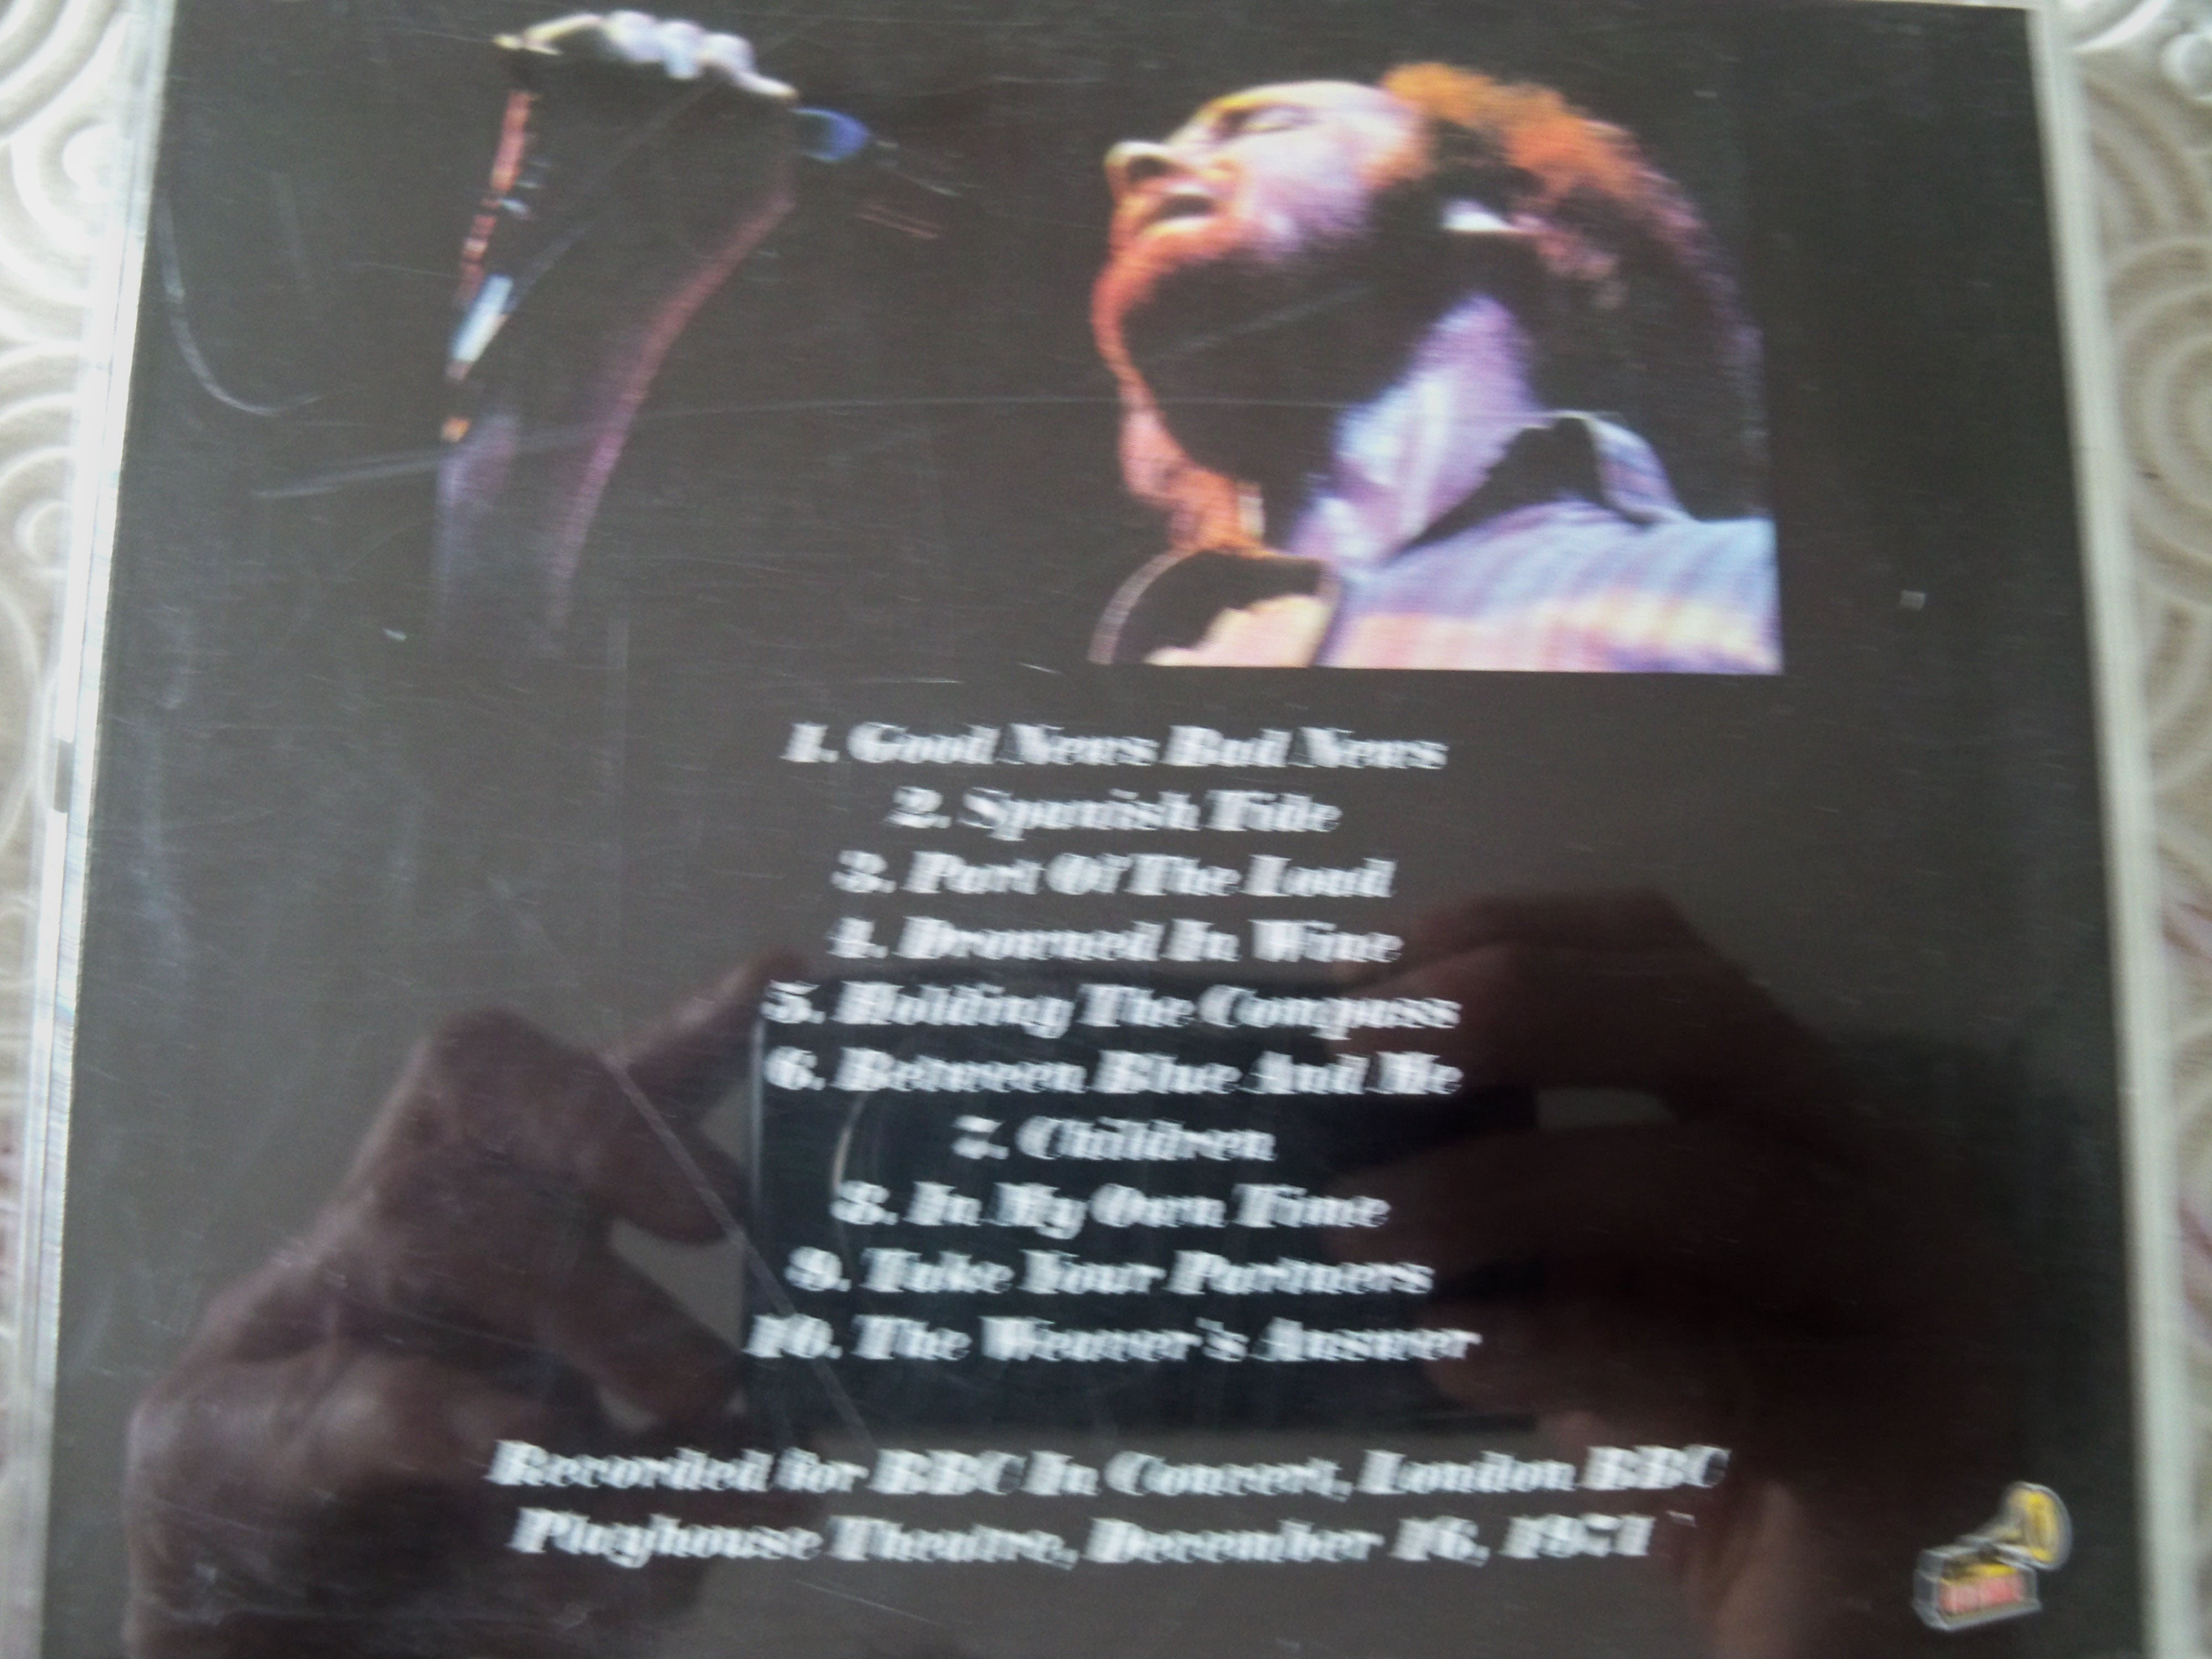 1. Good News Bad News
2. Spanish Tide
3. Part Of The Load
4. Drowned In Wine
5. Holding The Compass
6. Between Blue And Me
7. Children
8. In My Own Time
9. Take Your Partners
10. The Weaver's Answer
Recorded for BBC In Concert, London BBC
Playhouse Theatre, December 16, 1971